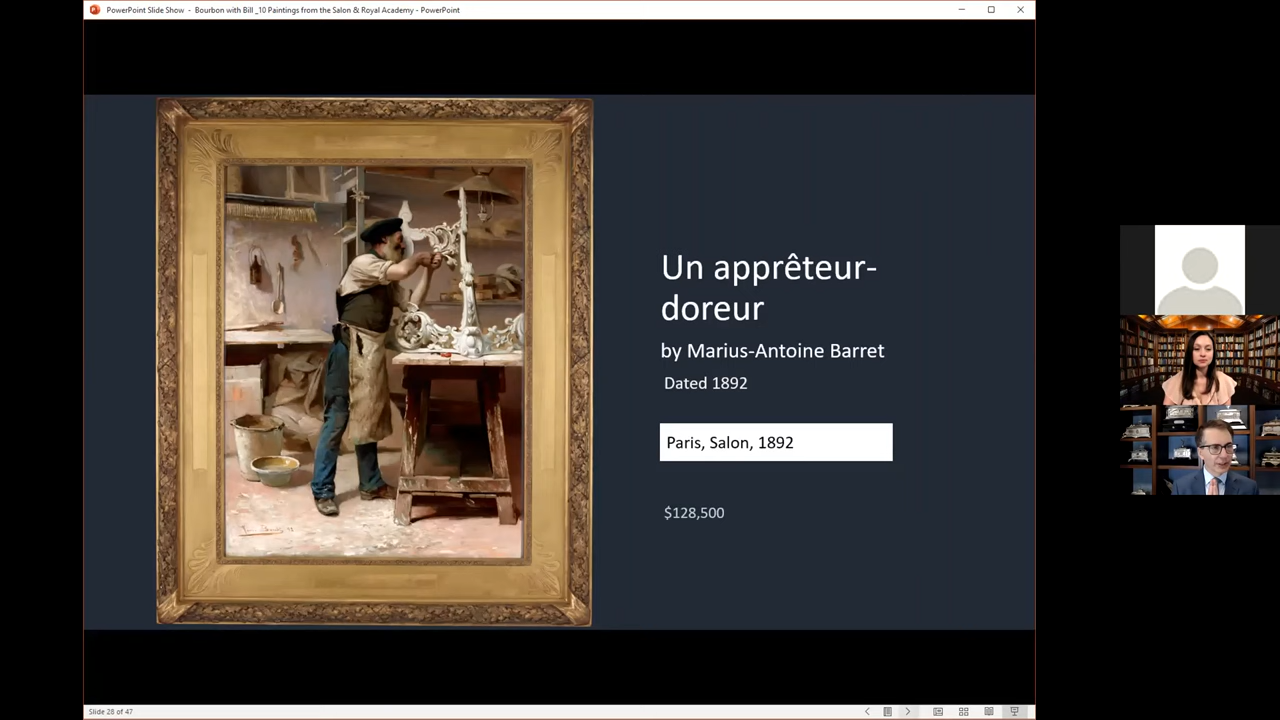 PowerPoint Slide Show - Bourbon with Bill _10 Paintings from the Salon & Royal Academy - PowerPoint
Un apprêteur-
doreur
by Marius-Antoine Barret
Dated 1892
Paris, Salon, 1892
$128,500
Slide 28 of 47